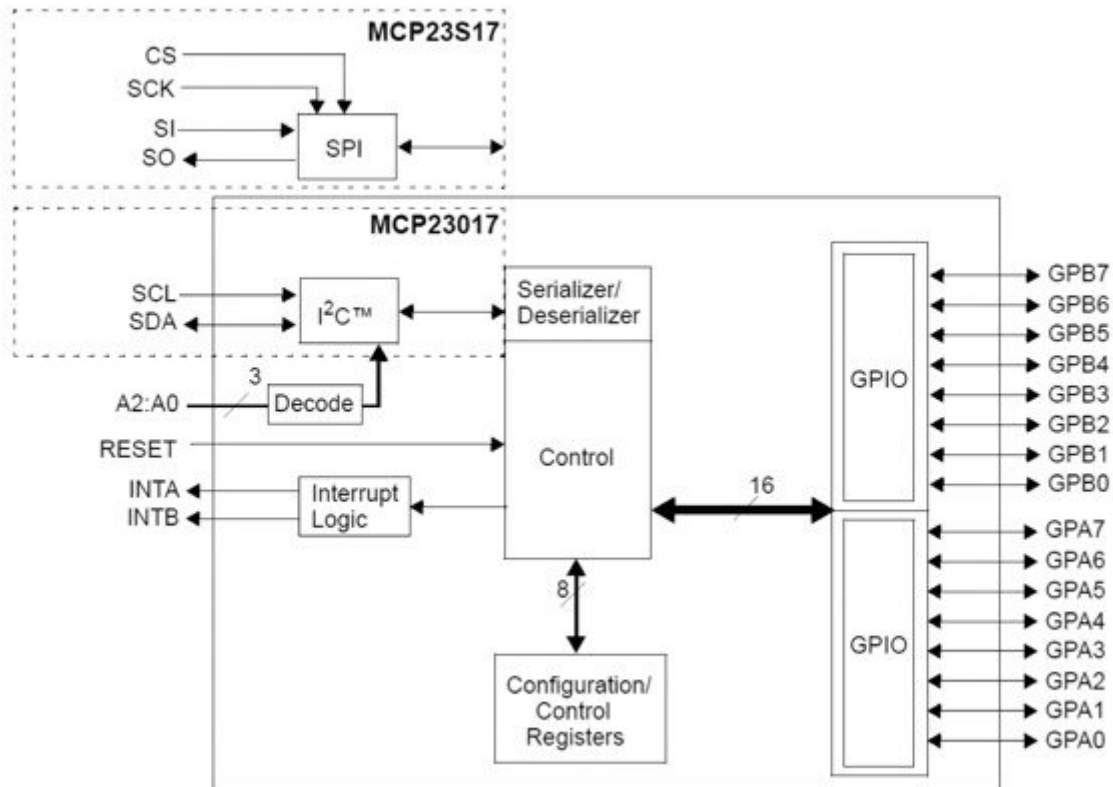 MCP23S17
CS
SCK
SI
SO
SPI
MCP23017
SCL
SDA
I²C™
Serializer/
Deserializer
A2:A0
3
Decode
RESET
Control
INTA
INTB
Interrupt
Logic
16
8
Configuration/
Control
Registers
GPIO
GPB7
GPB6
GPB5
GPB4
GPB3
GPB2
GPB1
GPB0
GPIO
GPA7
GPA6
GPA5
GPA4
GPA3
GPA2
GPA1
GPA0